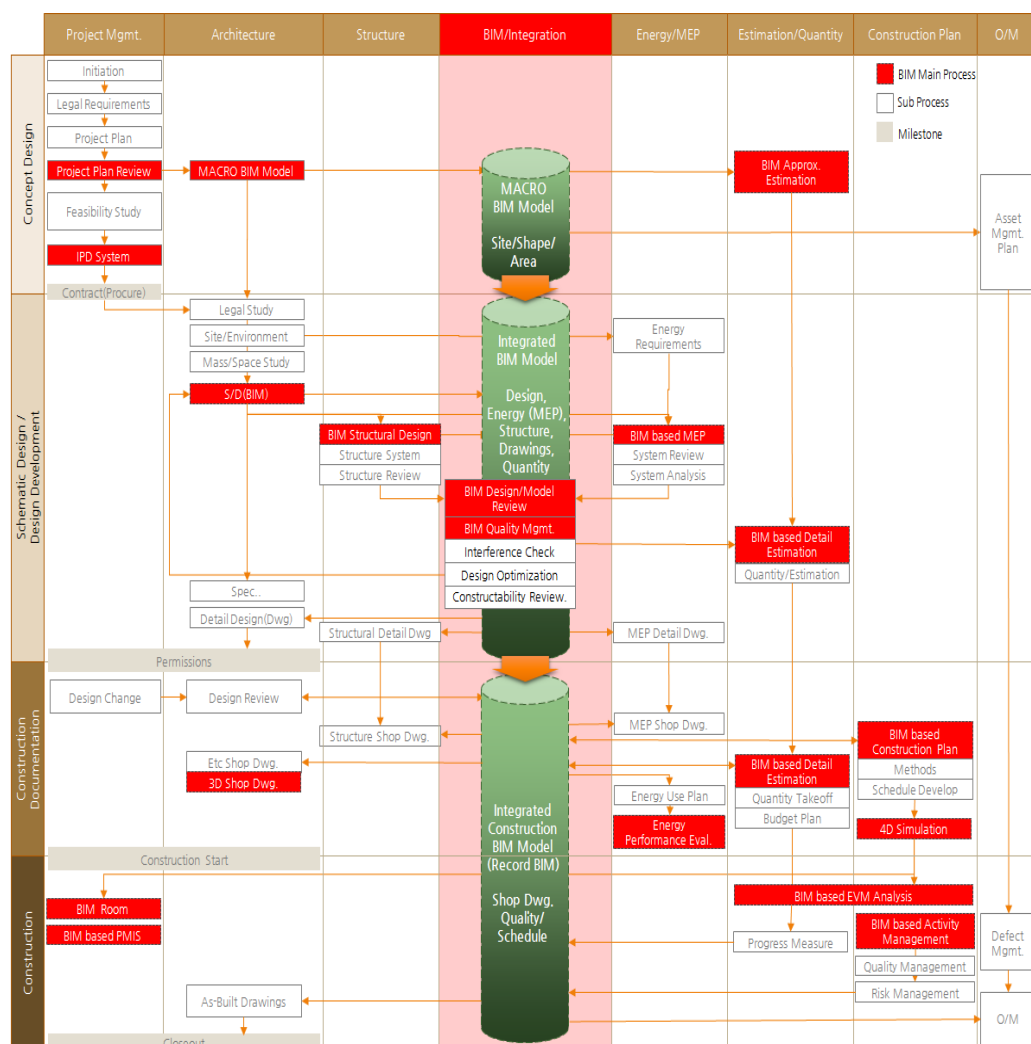 Project Mgmt.
Architecture
Structure
BIM/Integration
Energy/MEP
Estimation/Quantity
Construction Plan
O/M
Concept Design
Initiation
Legal Requirements
Project Plan
Project Plan Review
Feasibility Study
IPD System
Contract(Procure)
MACRO BIM Model
MACRO
BIM Model
Site/Shape/
Area
BIM Approx.
Estimation
BIM Main Process
Sub Process
Milestone
Asset
Mgmt.
Plan
Schematic Design /
Design Development
Legal Study
Site/Environment
Mass/Space Study
S/D(BIM)
Spec..
Detail Design(Dwg)
Permissions
BIM Structural Design
Structure System
Structure Review
Structural Detail Dwg
Integrated
BIM Model
Design,
Energy (MEP),
Structure,
Drawings,
Quantity
BIM Design/Model
Review
BIM Quality Mgmt.
Interference Check
Design Optimization
Constructability Review.
Energy
Requirements
BIM based MEP
System Review
System Analysis
MEP Detail Dwg.
BIM based Detail
Estimation
Quantity/Estimation
Construction
Documentation
Design Change
Design Review
Structure Shop Dwg.
Etc Shop Dwg.
3D Shop Dwg.
Construction Start
Integrated
Construction
BIM Model
(Record BIM)
Shop Dwg,
Quality/
Schedule
MEP Shop Dwg.
Energy Use Plan
Energy
Performance Eval.
BIM based Detail
Estimation
Quantity Takeoff
Budget Plan
BIM based
Construction Plan
Methods
Schedule Develop
4D Simulation
Construction
BIM Room
BIM based PMIS
As-Built Drawings
Closeout
BIM based EVM Analysis
Progress Measure
BIM based Activity
Management
Quality Management
Risk Management
Defect
Mgmt.
O/M